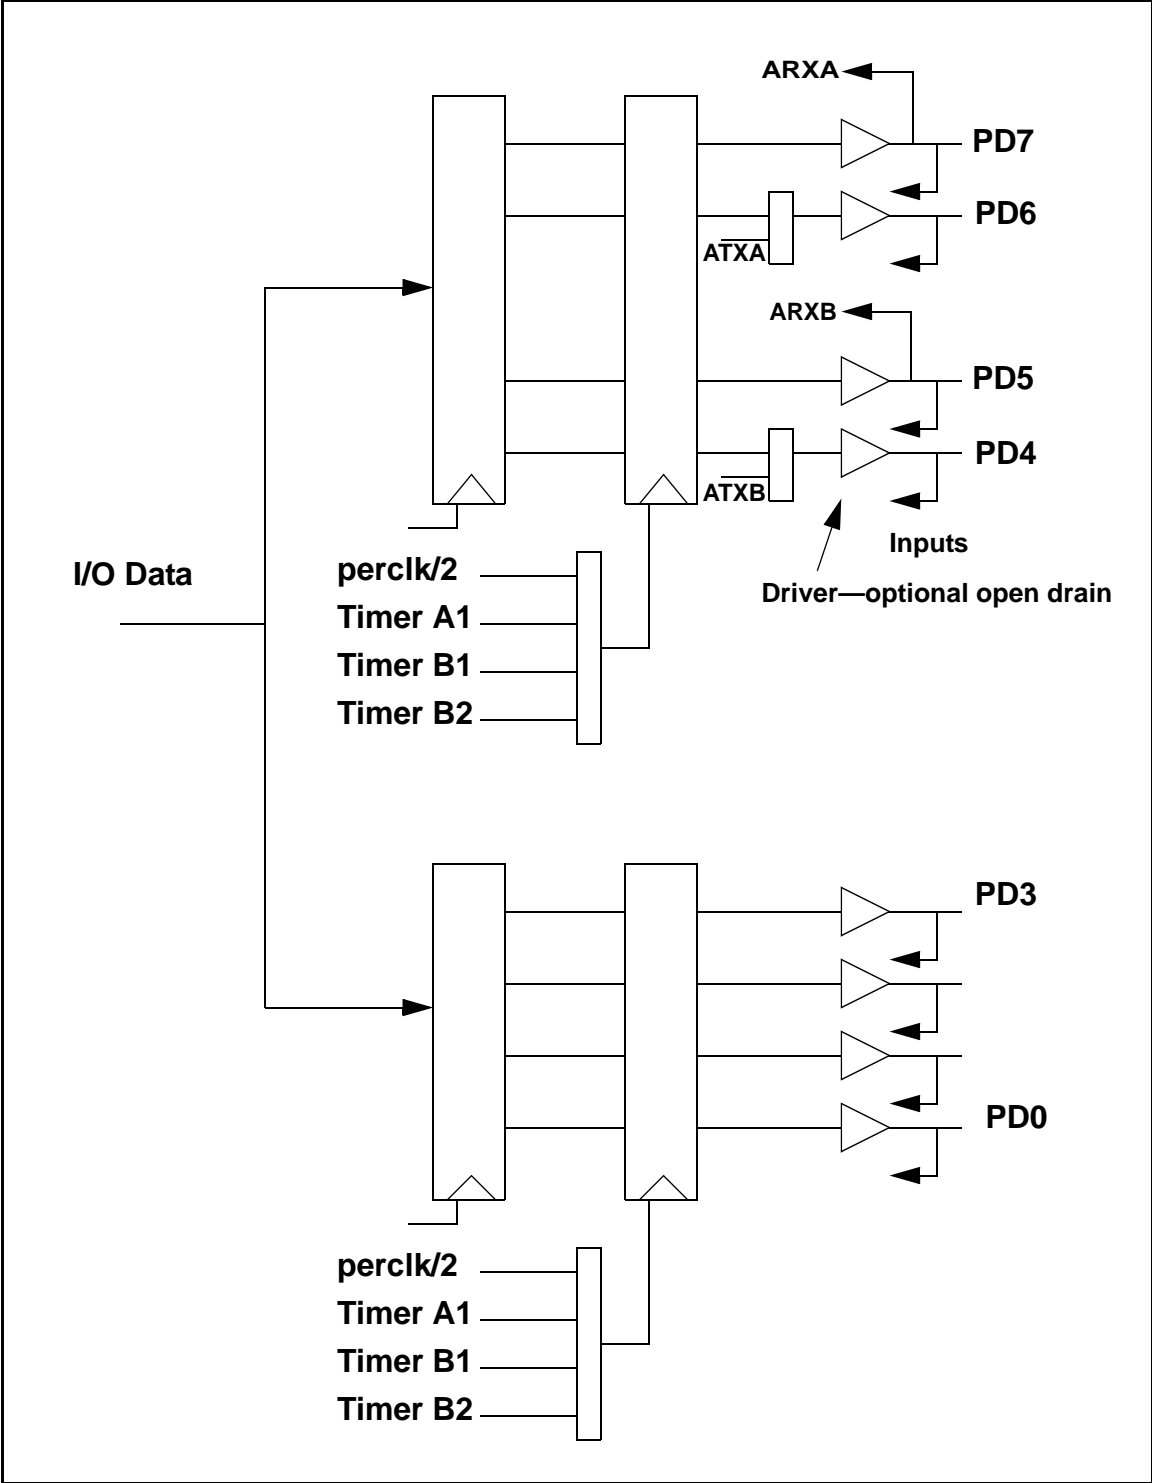 ARXA
PD7
PD6
ATXA
ARXB
PD5
PD4
ATXB
Inputs
Driver—optional open drain
I/O Data
perclk/2
Timer A1
Timer B1
Timer B2
PD3
PD0
perclk/2
Timer A1
Timer B1
Timer B2